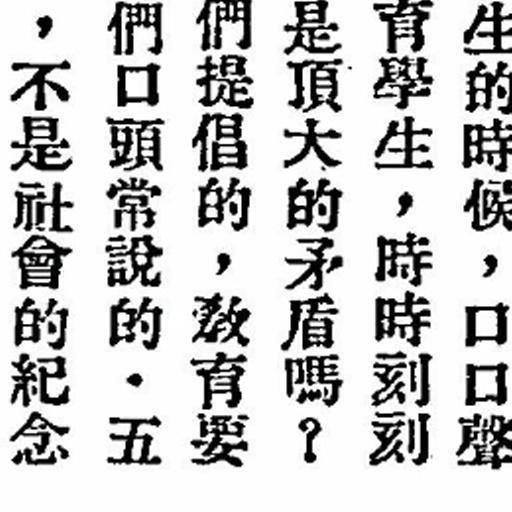 生的時候，口口聲
育學生，時時刻刻
是頂大的矛盾嗎？
們提倡的，教育要
們口頭常說的．五
，不是社會的紀念